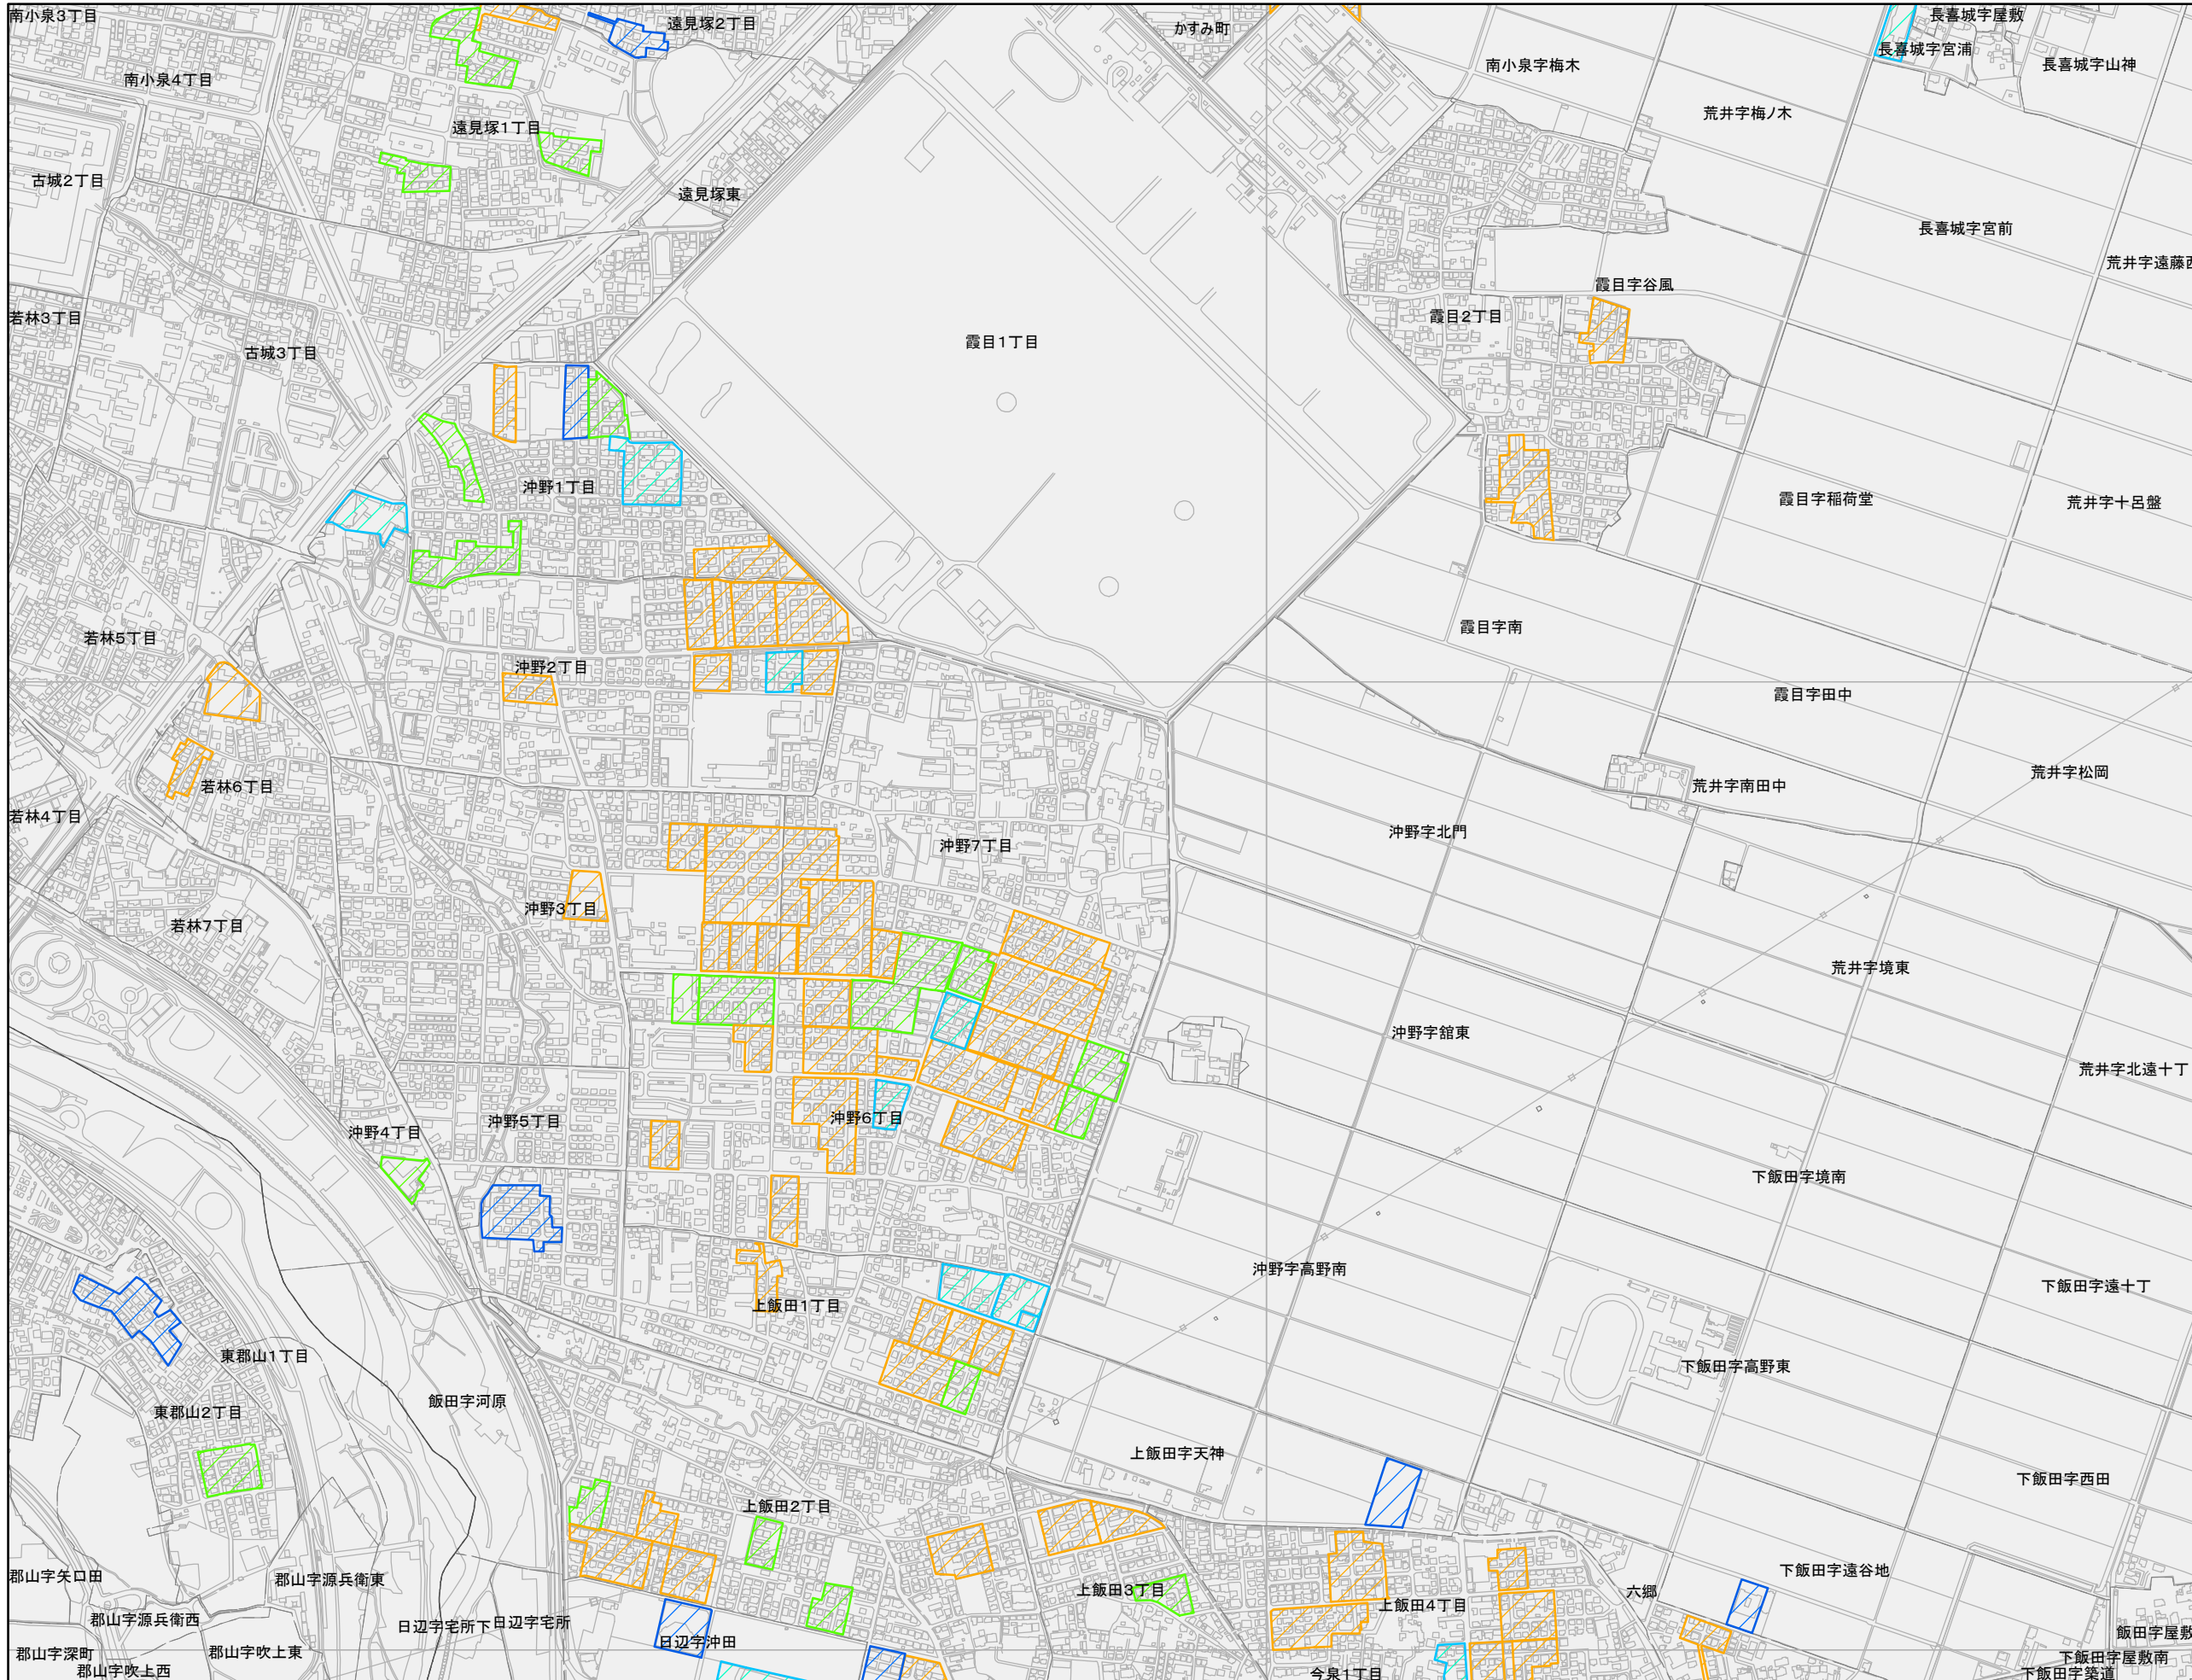 南小泉3丁目
遠見塚2丁目
かすみ町
長喜城字屋敷
長喜城字宮浦
長喜城字山神
南小泉字梅木
南小泉4丁目
荒井字梅ノ木
遠見塚1丁目
古城2丁目
遠見塚東
長喜城字宮前
荒井字遠藤西
霞目字谷風
若林3丁目
霞目2丁目
霞目1丁目
古城3丁目
沖野1丁目
霞目字稲荷堂
荒井字十呂盤
霞目字南
若林5丁目
沖野2丁目
霞目字田中
荒井字松岡
若林6丁目
荒井字南田中
若林4丁目
沖野字北門
沖野7丁目
沖野3丁目
若林7丁目
荒井字境東
沖野字舘東
荒井字北遠十丁
沖野6丁目
沖野5丁目
沖野4丁目
下飯田字境南
沖野字高野南
下飯田字遠十丁
上飯田1丁目
東郡山1丁目
下飯田字高野東
飯田字河原
東郡山2丁目
上飯田字天神
下飯田字西田
上飯田2丁目
下飯田字遠谷地
郡山字矢口田
郡山字源兵衛東
上飯田3丁目
六郷
上飯田4丁目
郡山字源兵衛西
日辺字宅所下
日辺字宅所
飯田字屋敷
日辺字沖田
郡山字深町
郡山字吹上東
下飯田字屋敷南
郡山字吹上西
今泉1丁目
下飯田字築道